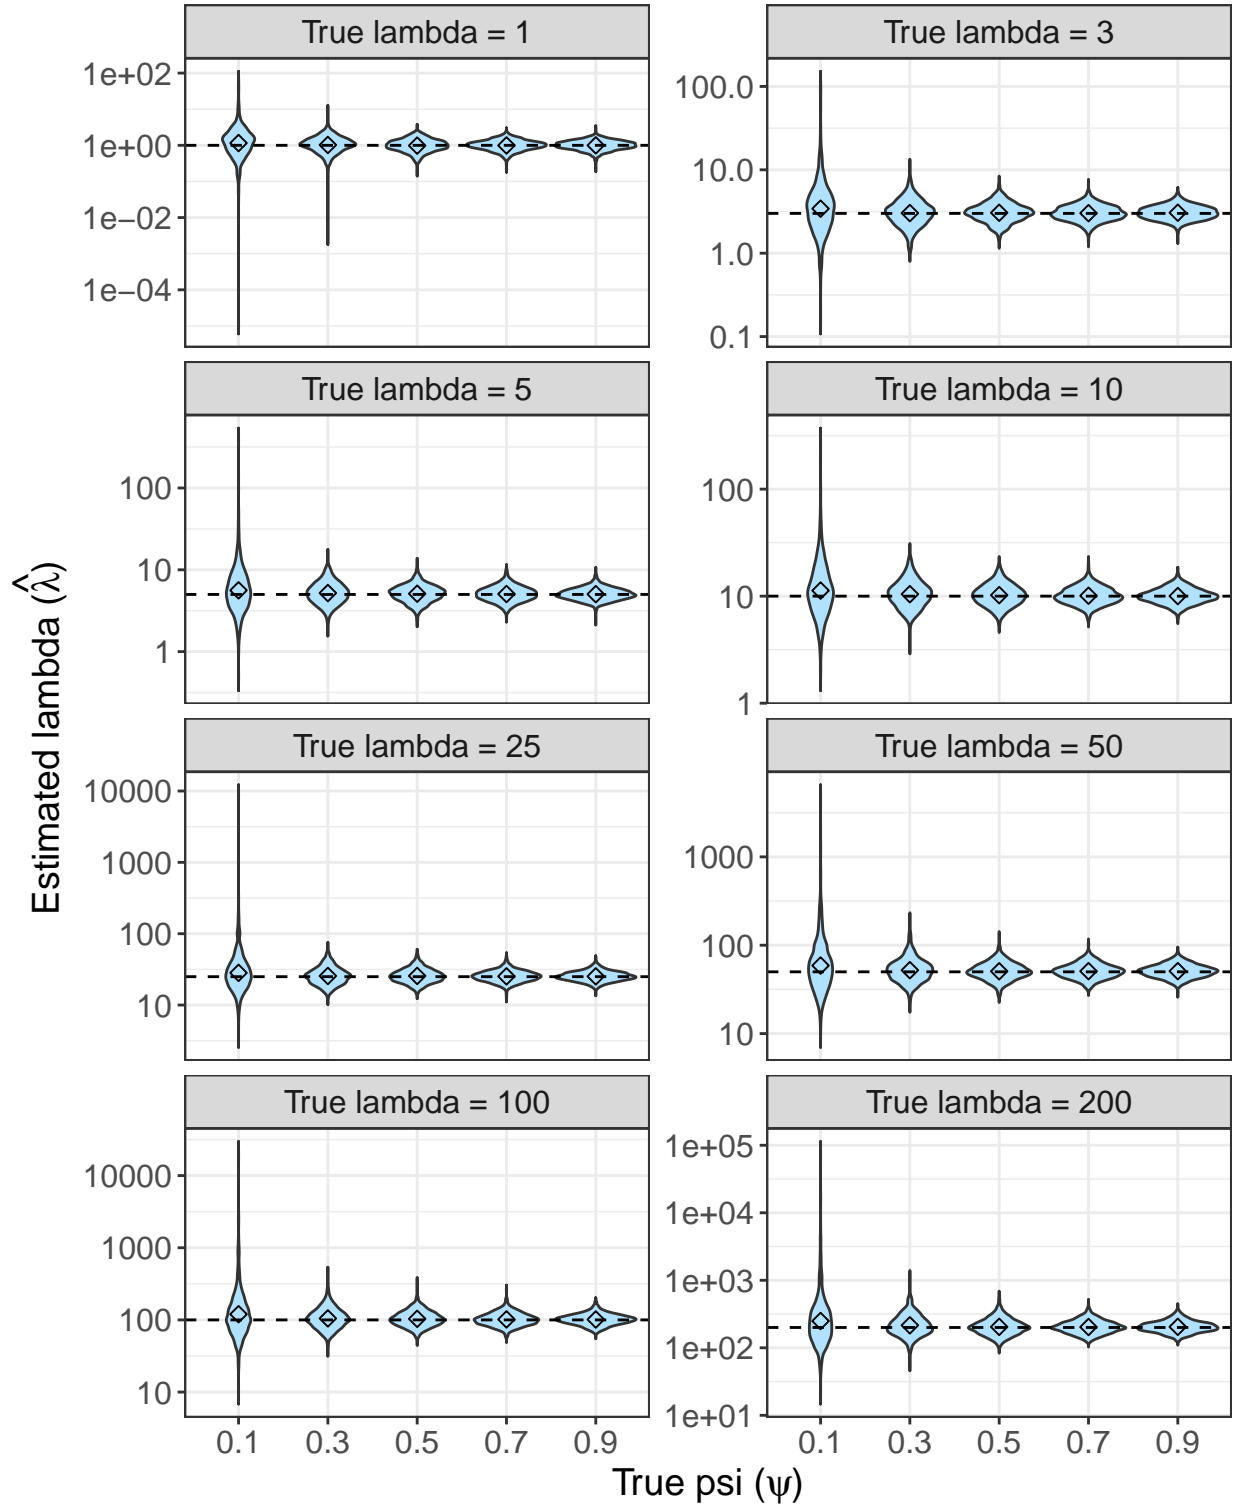 True lambda = 1
True lambda = 3
1e+02
1e+00
1e−02
1e−04
100.0
10.0
1.0
0.1
True lambda = 5
True lambda = 10
100
10
1
100
10
1
True lambda = 25
True lambda = 50
10000
1000
100
10
1000
100
10
True lambda = 100
True lambda = 200
10000
1000
100
10
1e+05
1e+04
1e+03
1e+02
1e+01
0.1 0.3 0.5 0.7 0.9
0.1 0.3 0.5 0.7 0.9
Estimated lambda (λ̂)
True psi (ψ)